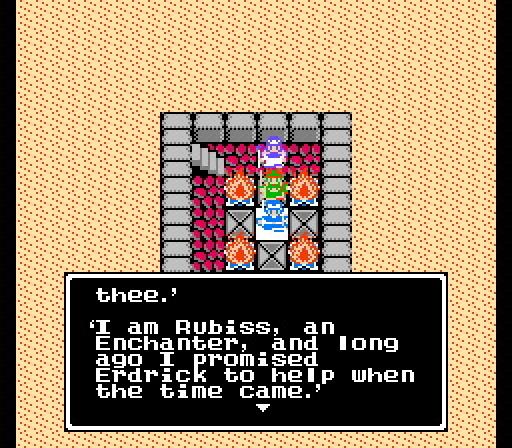 thee.’
‘I am Rubiss, an
Enchanter, and long
ago I promised
Erdrick to help when
the time came.’